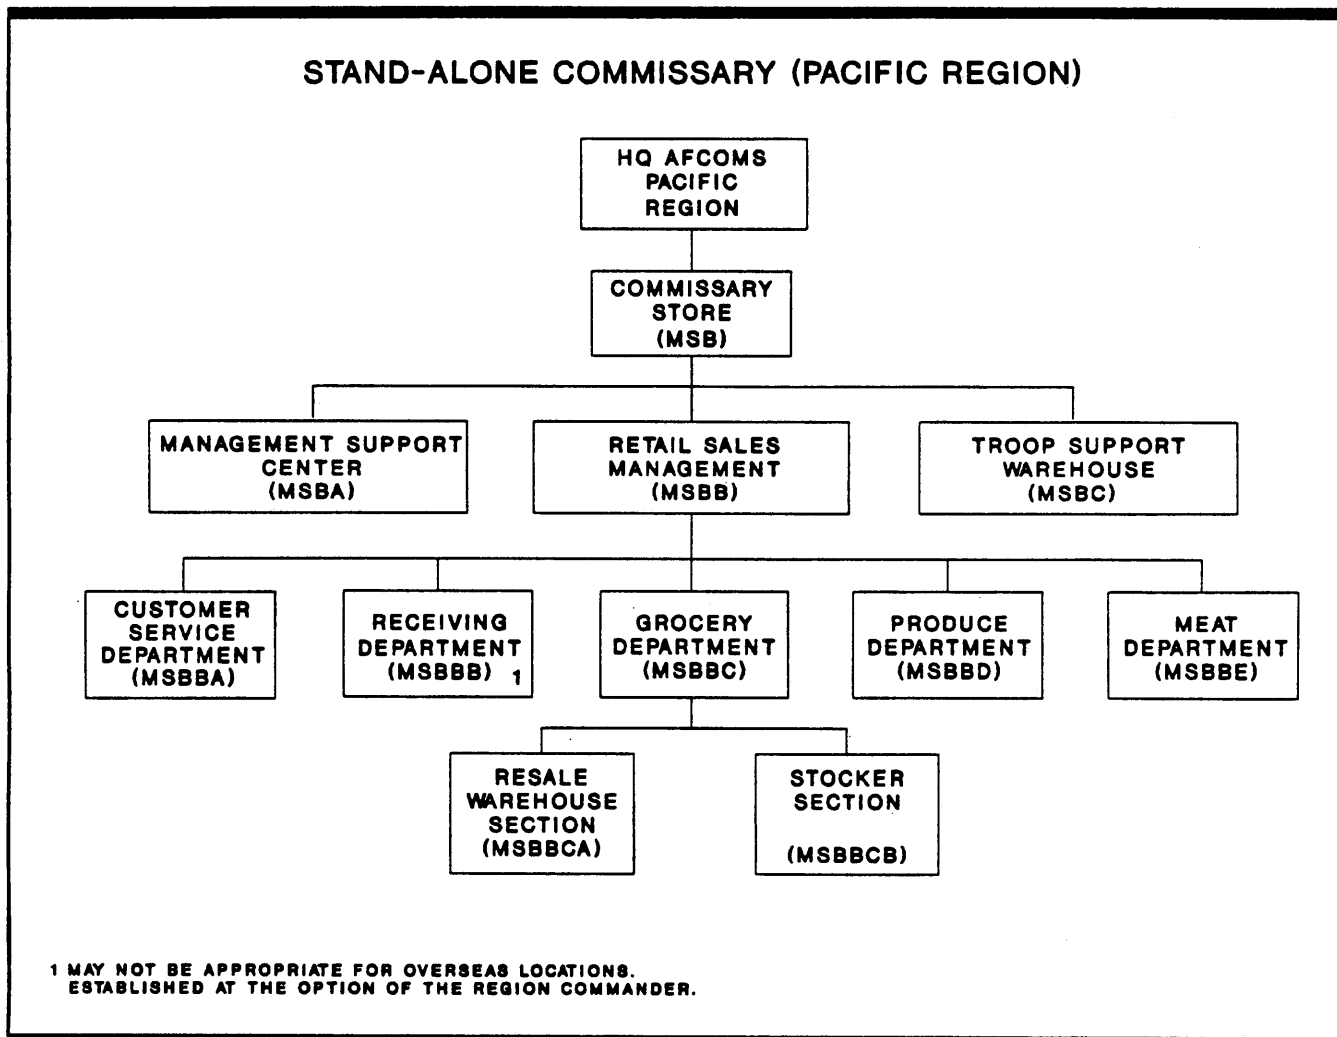 STAND-ALONE COMMISSARY (PACIFIC REGION)
HQ AFCOMS
PACIFIC
REGION
COMMISSARY
STORE
(MSB)
MANAGEMENT SUPPORT
CENTER
(MSBA)
RETAIL SALES
MANAGEMENT
(MSBB)
TROOP SUPPORT
WAREHOUSE
(MSBC)
CUSTOMER
SERVICE
DEPARTMENT
(MSBBA)
RECEIVING
DEPARTMENT
(MSBBB) 1
GROCERY
DEPARTMENT
(MSBBC)
PRODUCE
DEPARTMENT
(MSBBD)
MEAT
DEPARTMENT
(MSBBE)
RESALE
WAREHOUSE
SECTION
(MSBBCA)
STOCKER
SECTION
(MSBBCB)
1 MAY NOT BE APPROPRIATE FOR OVERSEAS LOCATIONS.
ESTABLISHED AT THE OPTION OF THE REGION COMMANDER.